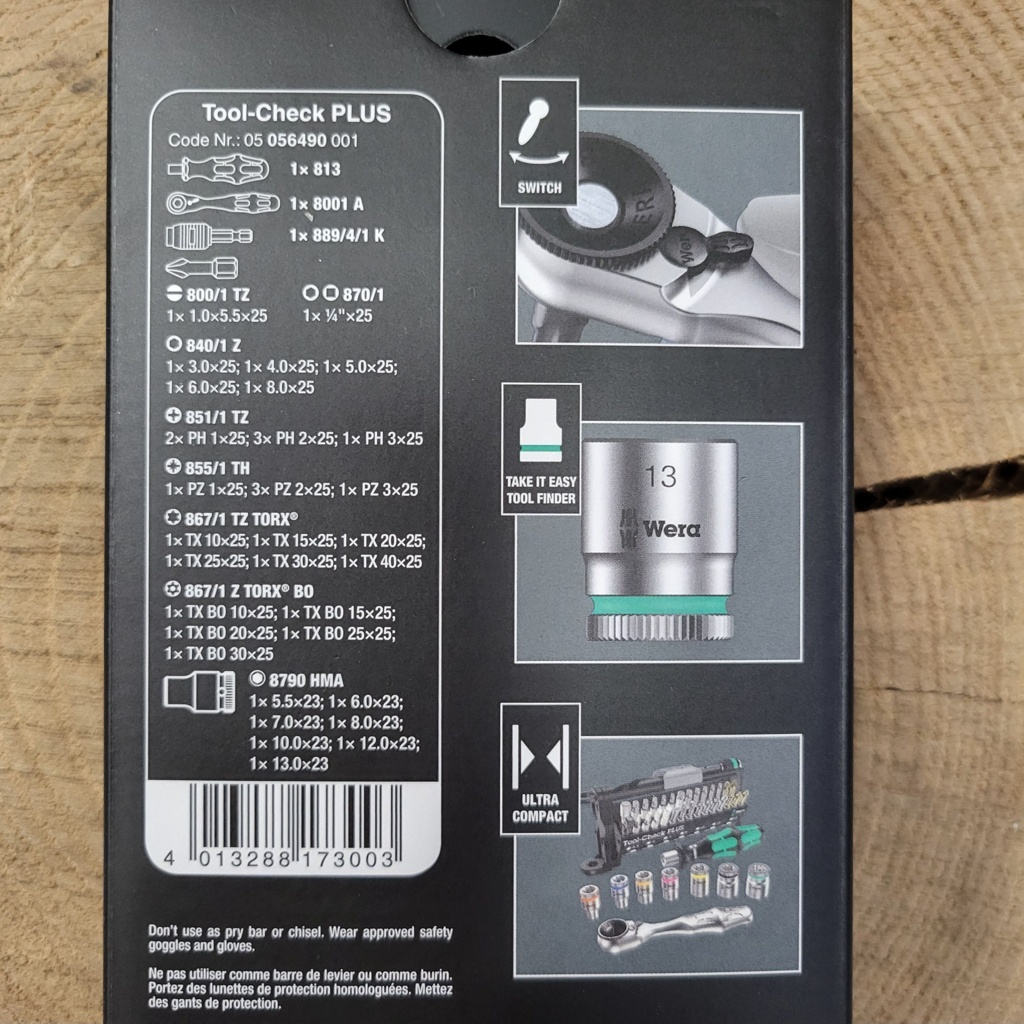 Tool-Check PLUS
Code Nr.: 05 056490 001
1× 813
1× 8001 A
1× 889/4/1 K
800/1 TZ
1× 1.0×5.5×25
870/1
1× ¼"×25
840/1 Z
1× 3.0×25; 1× 4.0×25; 1× 5.0×25;
1× 6.0×25; 1× 8.0×25
851/1 TZ
2× PH 1×25; 3× PH 2×25; 1× PH 3×25
855/1 TH
1× PZ 1×25; 3× PZ 2×25; 1× PZ 3×25
867/1 TZ TORX®
1× TX 10×25; 1× TX 15×25; 1× TX 20×25;
1× TX 25×25; 1× TX 30×25; 1× TX 40×25
867/1 Z TORX® BO
1× TX BO 10×25; 1× TX BO 15×25;
1× TX BO 20×25; 1× TX BO 25×25;
1× TX BO 30×25
8790 HMA
1× 5.5×23; 1× 6.0×23;
1× 7.0×23; 1× 8.0×23;
1× 10.0×23; 1× 12.0×23;
1× 13.0×23
4 013288 173003
Don't use as pry bar or chisel. Wear approved safety
goggles and gloves.
Ne pas utiliser comme barre de levier ou comme burin.
Portez des lunettes de protection homologuées. Mettez
des gants de protection.
SWITCH
Wera
TAKE IT EASY
TOOL FINDER
13
Wera
ULTRA
COMPACT
Tool-Check PLUS